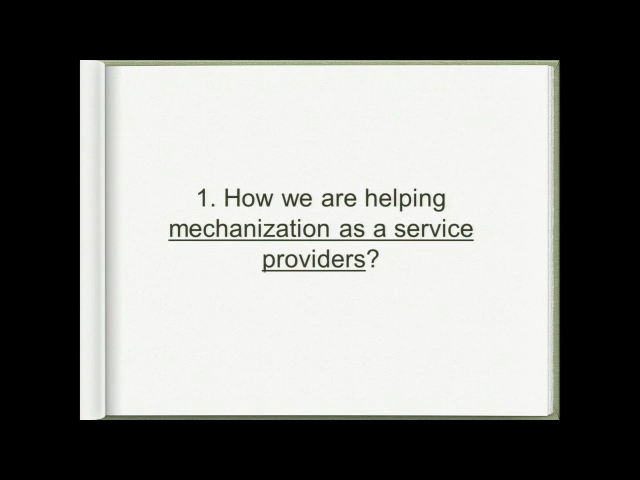 1. How we are helping
mechanization as a service
providers?